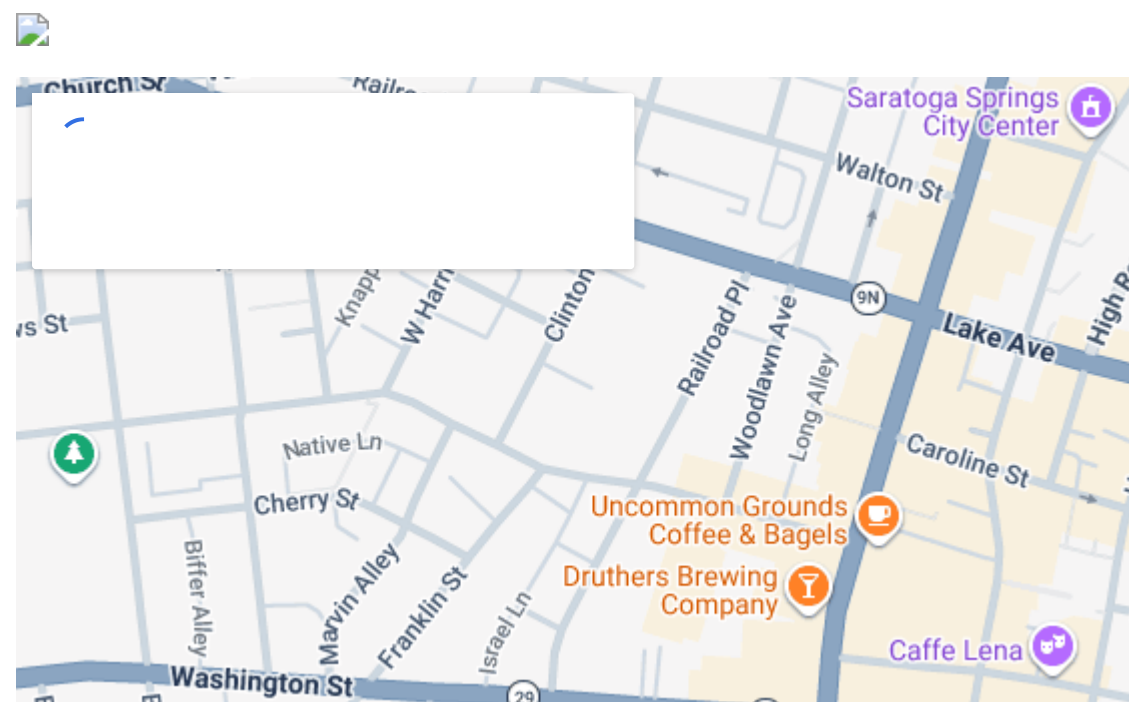 Church St
Railro
Saratoga Springs
City Center
Walton St
Knapp
W Harri
Clinton
Railroad Pl
Woodlawn Ave
9N
High R
Lake Ave
ws St
Long Alley
Native Ln
Caroline St
Cherry St
Uncommon Grounds
Coffee & Bagels
Biffer Alley
Marvin Alley
Franklin St
Druthers Brewing
Company
Israel Ln
Caffe Lena
Washington St
29